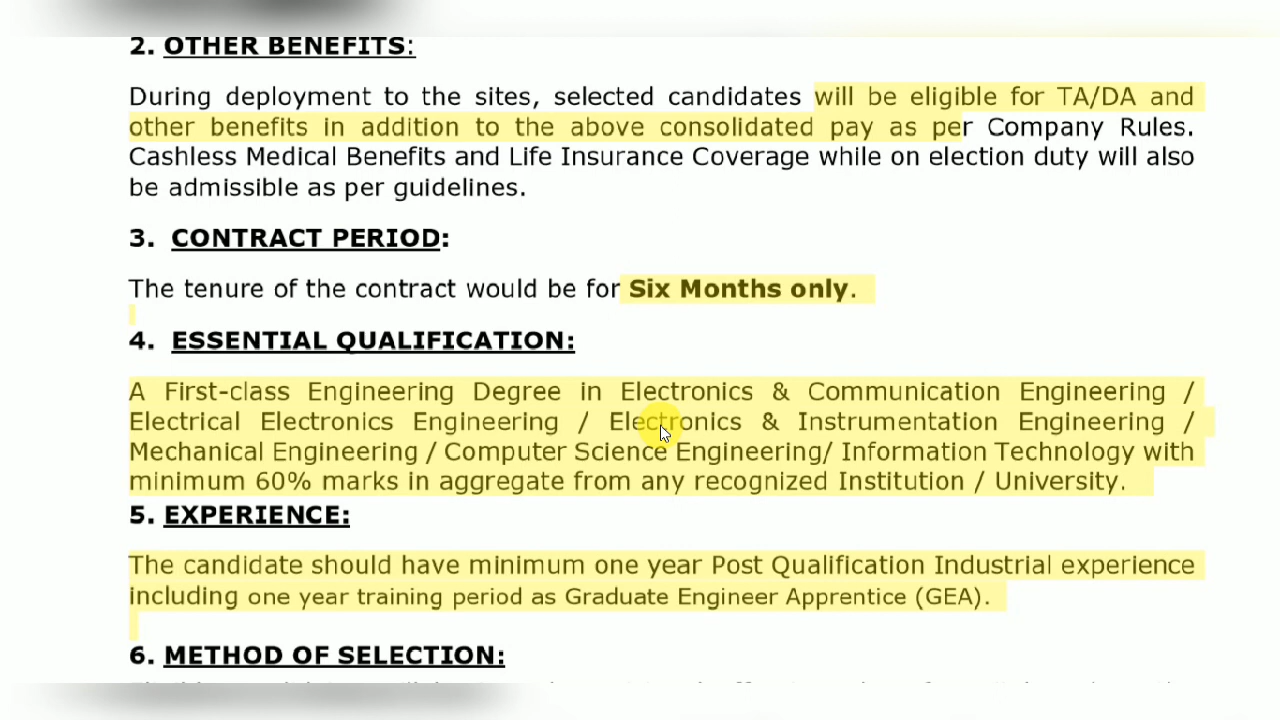 2. OTHER BENEFITS:
During deployment to the sites, selected candidates will be eligible for TA/DA and
other benefits in addition to the above consolidated pay as per Company Rules.
Cashless Medical Benefits and Life Insurance Coverage while on election duty will also
be admissible as per guidelines.
3. CONTRACT PERIOD:
The tenure of the contract would be for Six Months only.
4. ESSENTIAL QUALIFICATION:
A First-class Engineering Degree in Electronics & Communication Engineering /
Electrical Electronics Engineering / Electronics & Instrumentation Engineering /
Mechanical Engineering / Computer Science Engineering/ Information Technology with
minimum 60% marks in aggregate from any recognized Institution / University.
5. EXPERIENCE:
The candidate should have minimum one year Post Qualification Industrial experience
including one year training period as Graduate Engineer Apprentice (GEA).
6. METHOD OF SELECTION: